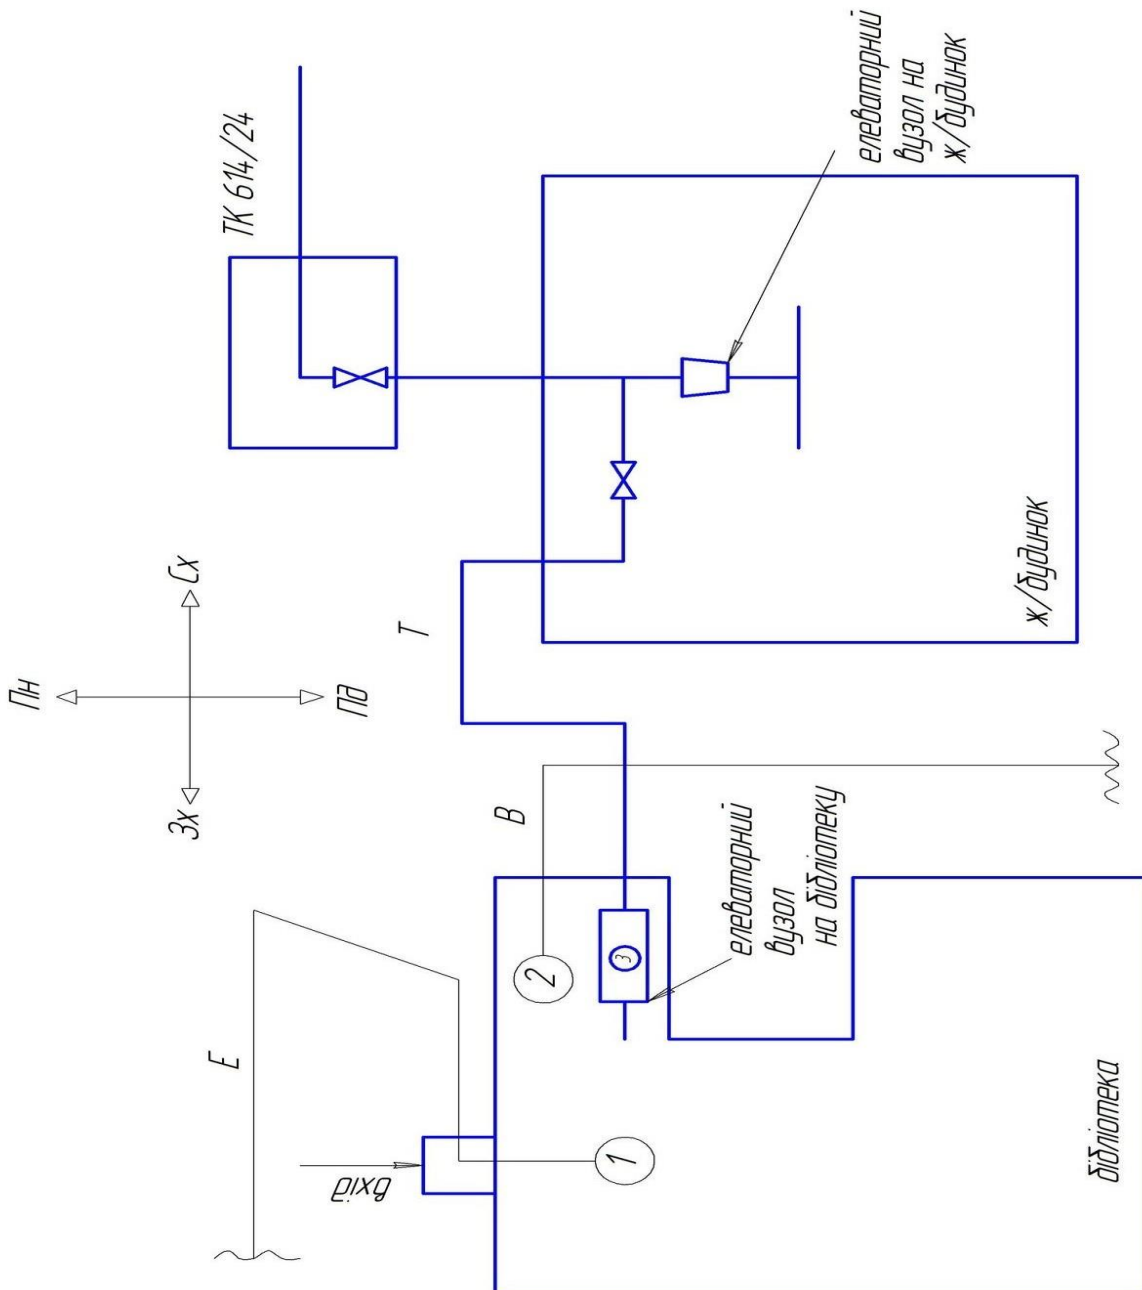 Пн
Зх
Сх
Е
ТК 614/24
Пд
вхід
Т
В
2
1
3
елеваторний
вузол
на бібліотеку
елеваторний
вузол на
ж/будинок
ж/будинок
бібліотека